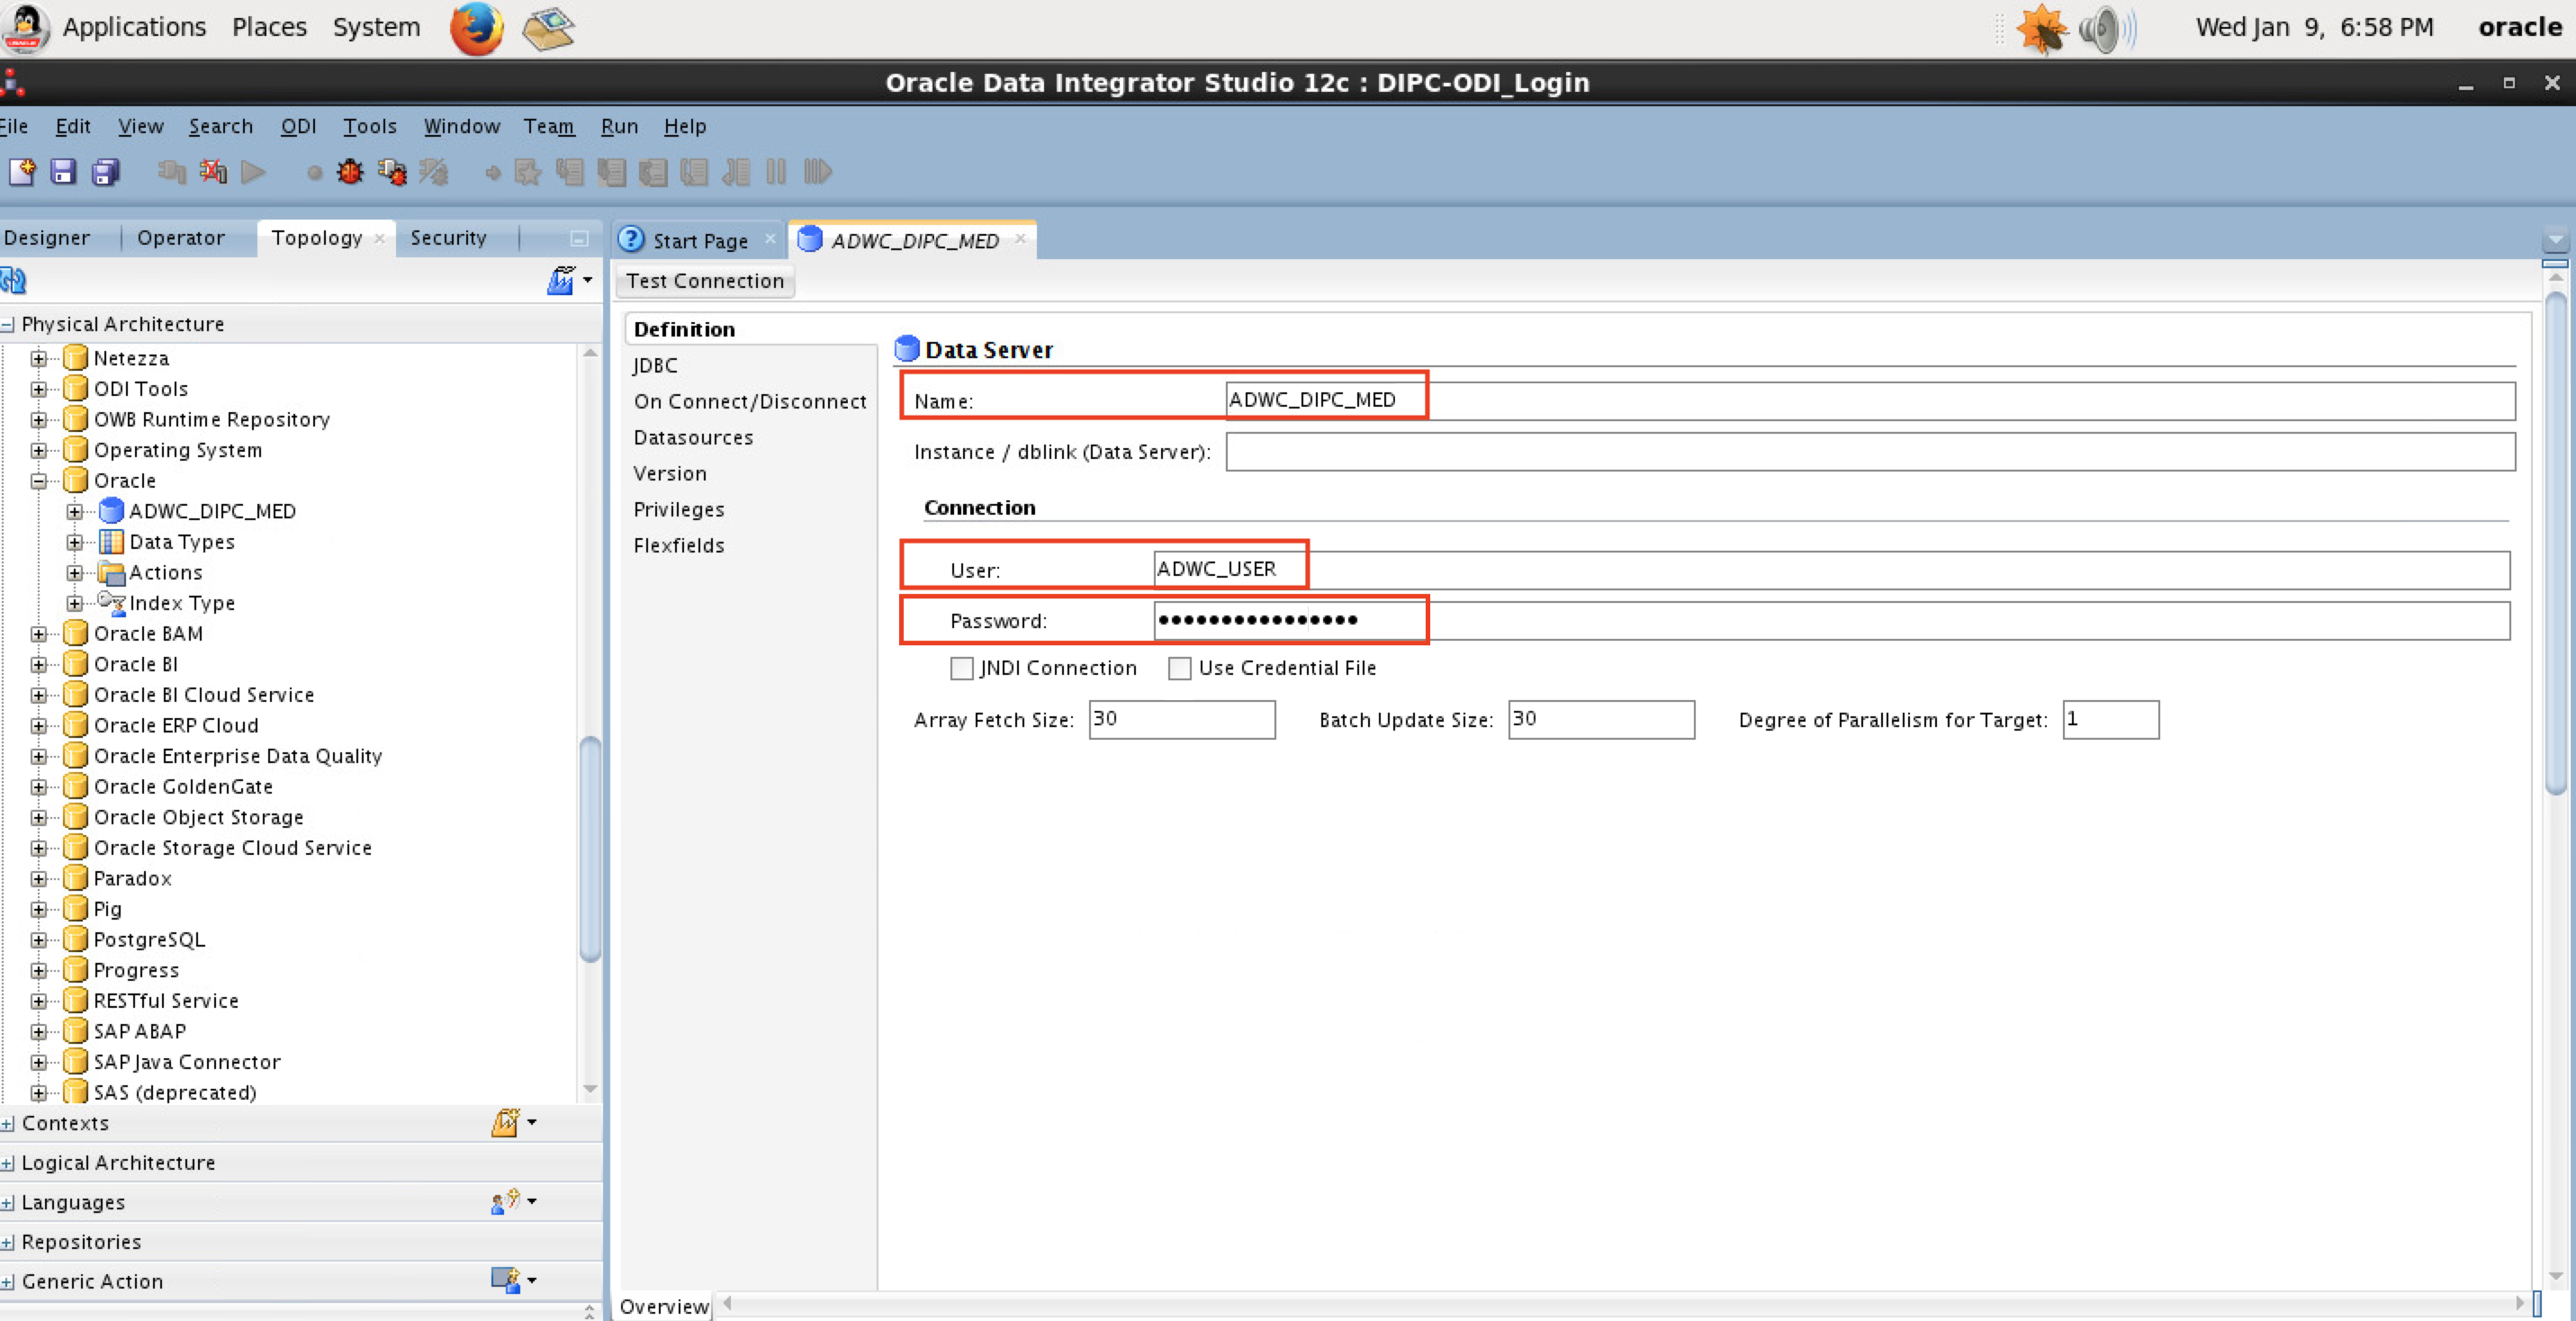 Applications Places System Wed Jan 9, 6:58 PM oracle
Oracle Data Integrator Studio 12c : DIPC-ODI_Login
File Edit View Search ODI Tools Window Team Run Help
Designer Operator Topology Security
Start Page ADWC_DIPC_MED
Test Connection
Physical Architecture
Netezza
ODI Tools
OWB Runtime Repository
Operating System
Oracle
ADWC_DIPC_MED
Data Types
Actions
Index Type
Oracle BAM
Oracle BI
Oracle BI Cloud Service
Oracle ERP Cloud
Oracle Enterprise Data Quality
Oracle GoldenGate
Oracle Object Storage
Oracle Storage Cloud Service
Paradox
Pig
PostgreSQL
Progress
RESTful Service
SAP ABAP
SAP Java Connector
SAS (deprecated)
Contexts
Logical Architecture
Languages
Repositories
Generic Action
Definition
JDBC
On Connect/Disconnect
Datasources
Version
Privileges
Flexfields
Data Server
Name: ADWC_DIPC_MED
Instance / dblink (Data Server):
Connection
User: ADWC_USER
Password: ••••••••••••••••
JNDI Connection Use Credential File
Array Fetch Size: 30 Batch Update Size: 30 Degree of Parallelism for Target: 1
Overview